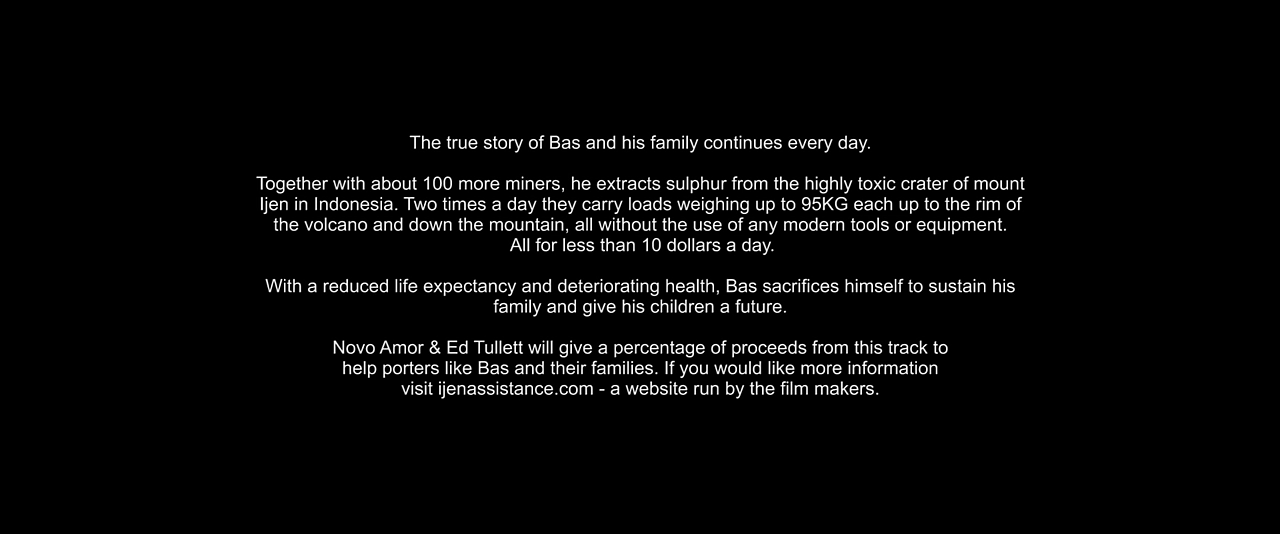 The true story of Bas and his family continues every day.
Together with about 100 more miners, he extracts sulphur from the highly toxic crater of mount
Ijen in Indonesia. Two times a day they carry loads weighing up to 95KG each up to the rim of
the volcano and down the mountain, all without the use of any modern tools or equipment.
All for less than 10 dollars a day.
With a reduced life expectancy and deteriorating health, Bas sacrifices himself to sustain his
family and give his children a future.
Novo Amor & Ed Tullett will give a percentage of proceeds from this track to
help porters like Bas and their families. If you would like more information
visit ijenassistance.com - a website run by the film makers.